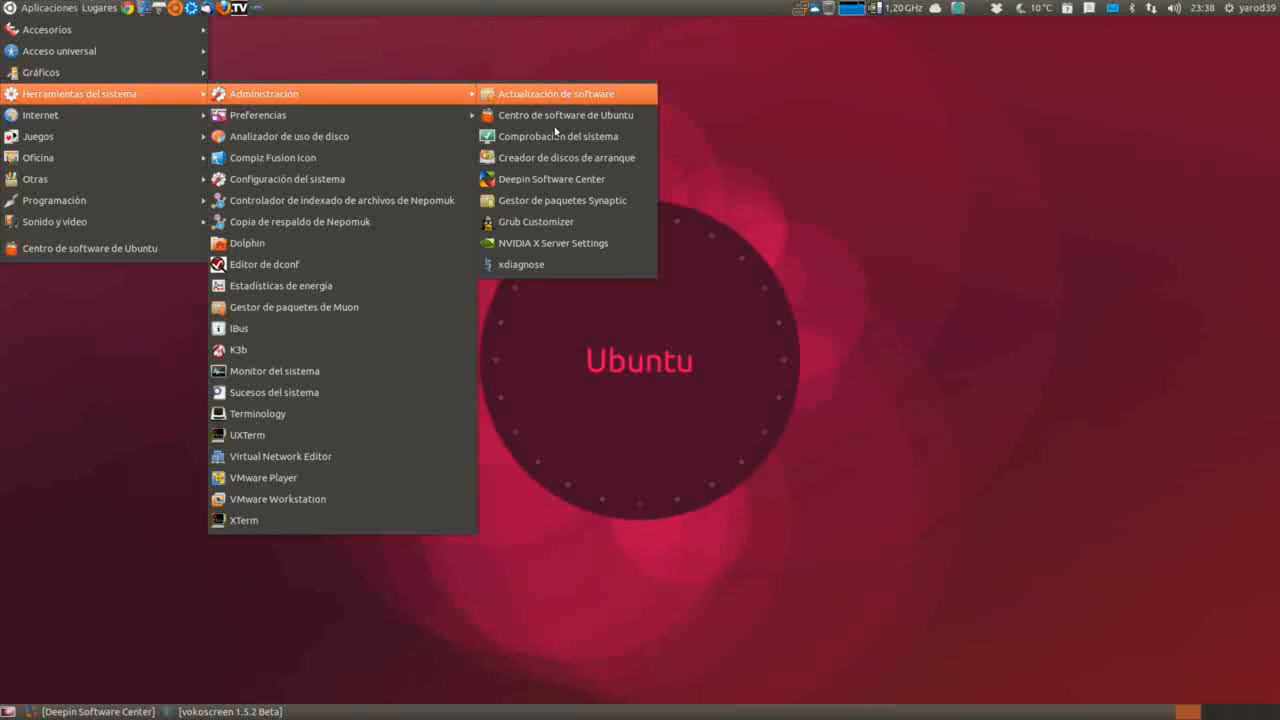 Aplicaciones Lugares
.TV
1,20GHz
10 °C
7
23:38
yarod39
Accesorios
Acceso universal
Gráficos
Herramientas del sistema
Internet
Juegos
Oficina
Otras
Programación
Sonido y vídeo
Centro de software de Ubuntu
Administración
Preferencias
Analizador de uso de disco
Compiz Fusion Icon
Configuración del sistema
Controlador de indexado de archivos de Nepomuk
Copia de respaldo de Nepomuk
Dolphin
Editor de dconf
Estadísticas de energía
Gestor de paquetes de Muon
IBus
K3b
Monitor del sistema
Sucesos del sistema
Terminology
UXTerm
Virtual Network Editor
VMware Player
VMware Workstation
XTerm
Actualización de software
Centro de software de Ubuntu
Comprobación del sistema
Creador de discos de arranque
Deepin Software Center
Gestor de paquetes Synaptic
Grub Customizer
NVIDIA X Server Settings
xdiagnose
Ubuntu
[Deepin Software Center]
[vokoscreen 1.5.2 Beta]